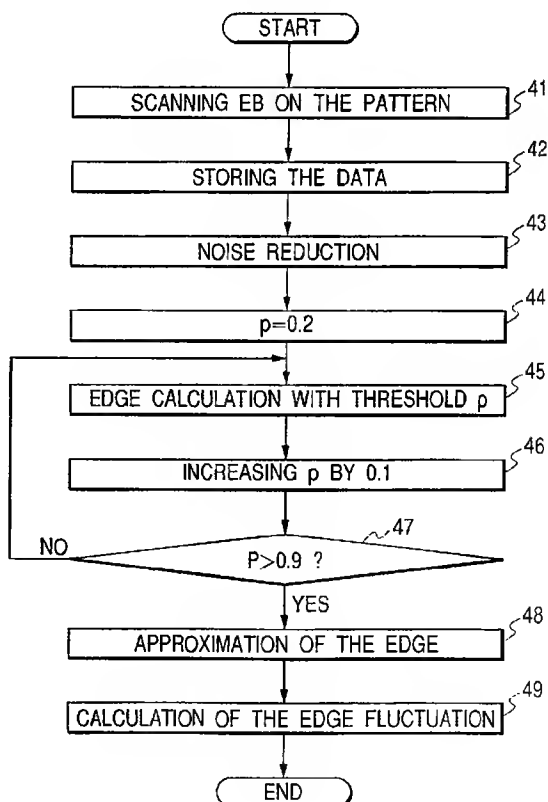 START
SCANNING EB ON THE PATTERN
41
STORING THE DATA
42
NOISE REDUCTION
43
p=0.2
44
EDGE CALCULATION WITH THRESHOLD p
45
INCREASING p BY 0.1
46
P>0.9 ?
47
NO
YES
APPROXIMATION OF THE EDGE
48
CALCULATION OF THE EDGE FLUCTUATION
49
END